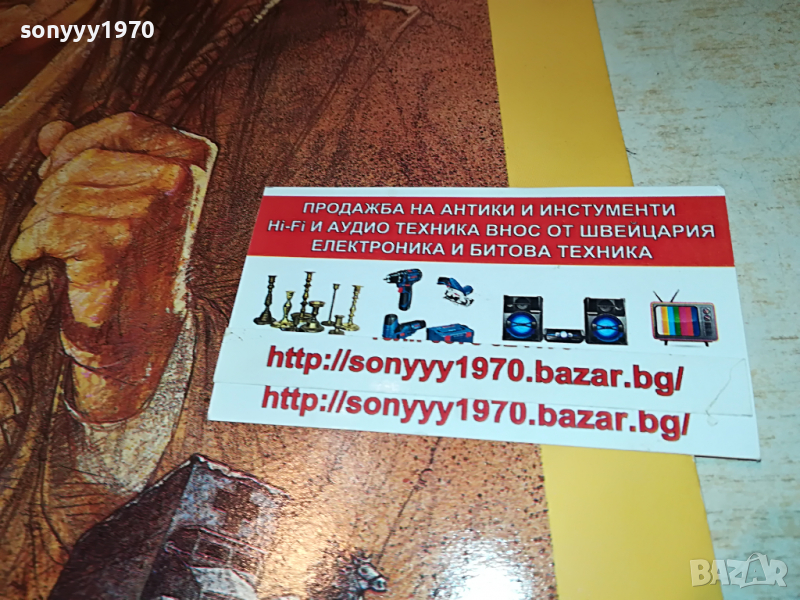 sonyyy1970
ПРОДАЖБА НА АНТИКИ И ИНСТУМЕНТИ
Hi-Fi И АУДИО ТЕХНИКА ВНОС ОТ ШВЕЙЦАРИЯ
ЕЛЕКТРОНИКА И БИТОВА ТЕХНИКА
http://sonyyy1970.bazar.bg/
http://sonyyy1970.bazar.bg/
sonyyy1970
BAZAR